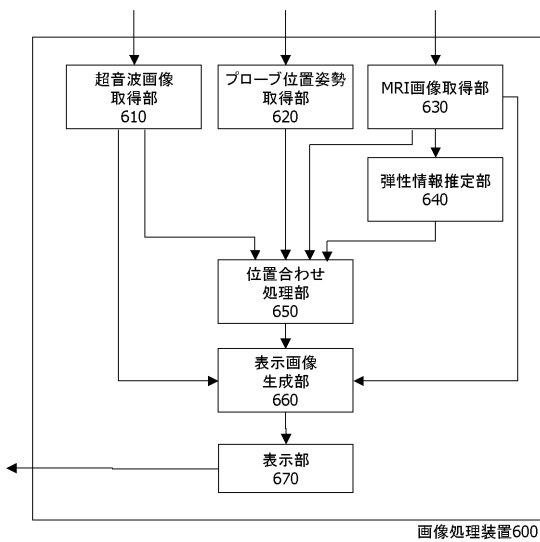 超音波画像
取得部
610
プローブ位置姿勢
取得部
620
MRI画像取得部
630
弾性情報推定部
640
位置合わせ
処理部
650
表示画像
生成部
660
表示部
670
画像処理装置600